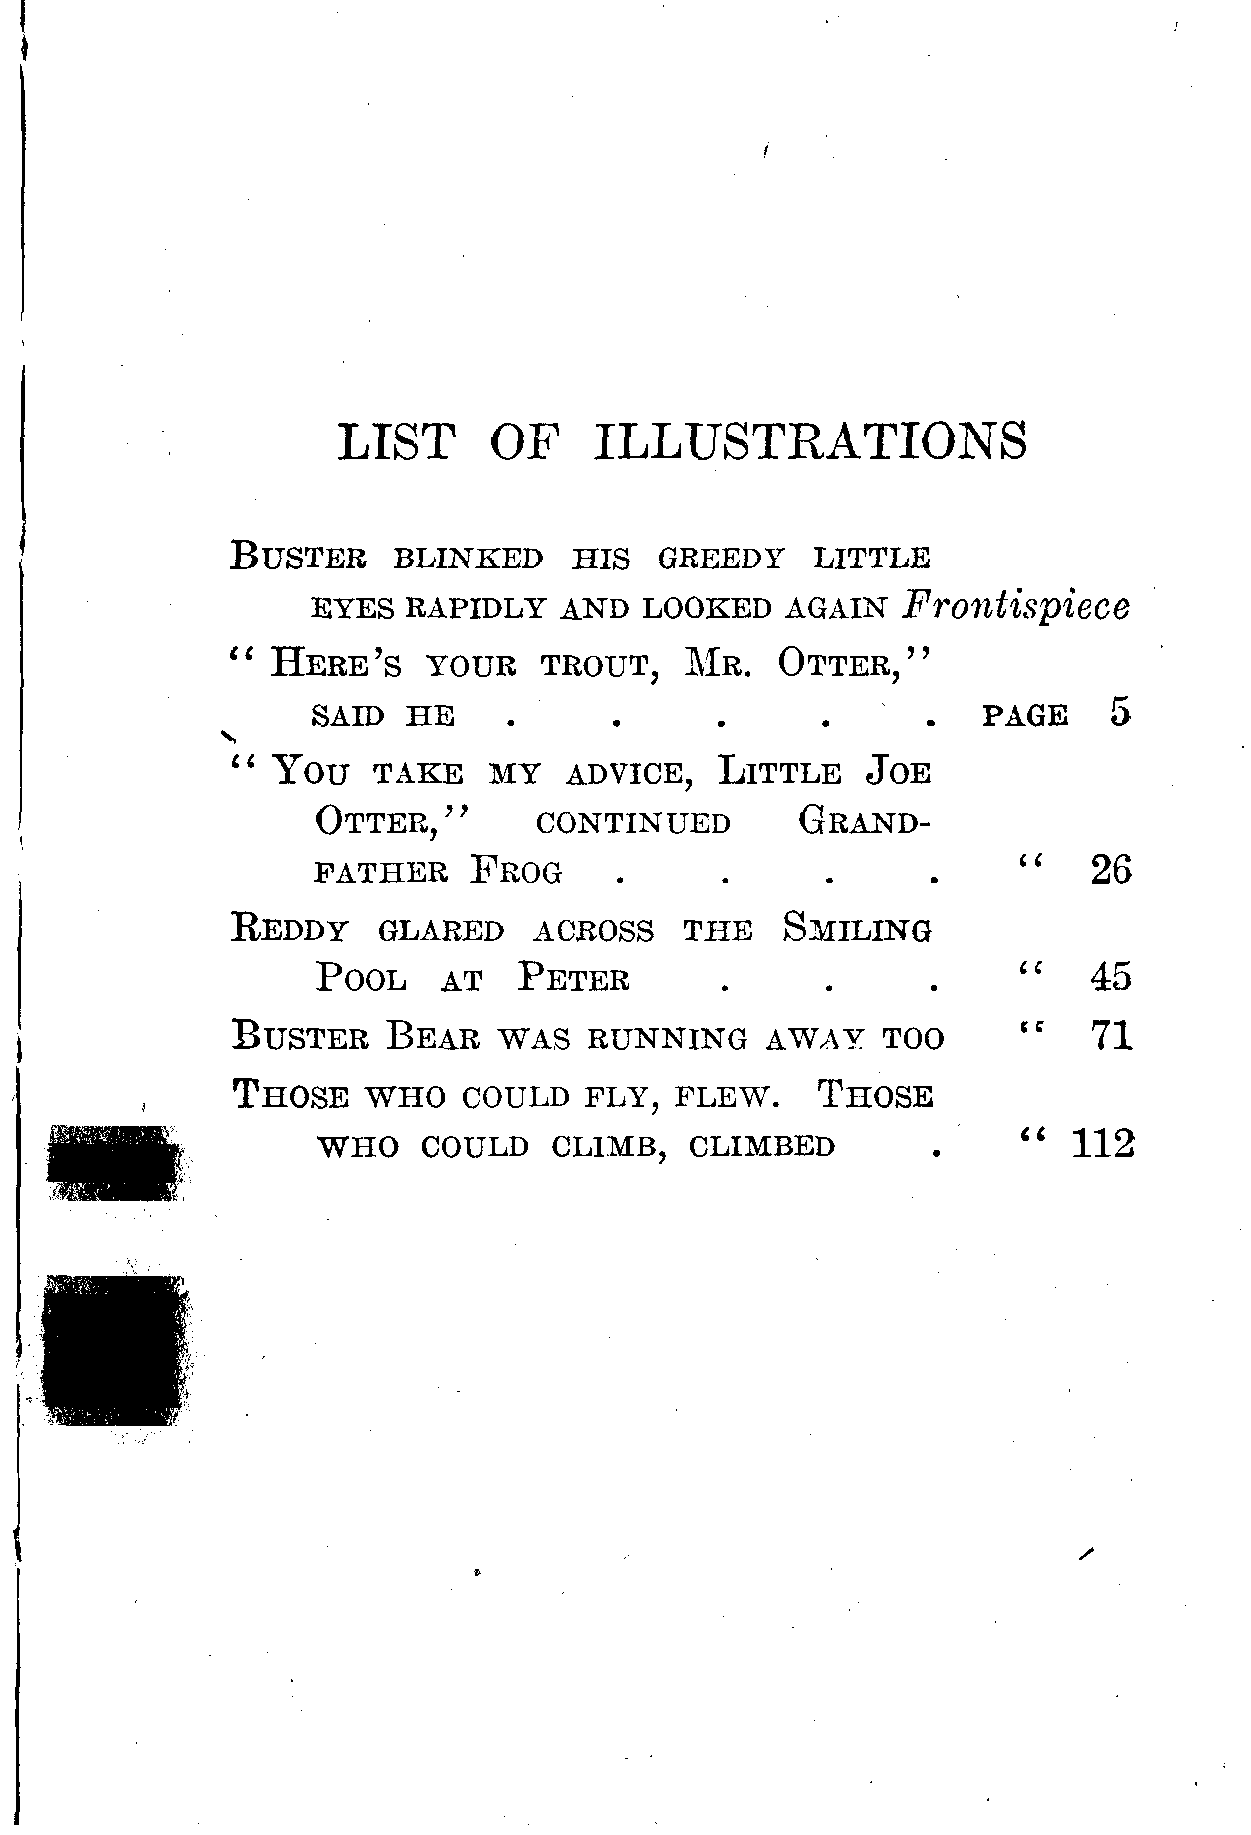 LIST OF ILLUSTRATIONS
BUSTER BLINKED HIS GREEDY LITTLE
EYES RAPIDLY AND LOOKED AGAIN Frontispiece
“ HERE’S YOUR TROUT, MR. OTTER,”
SAID HE . . . . . PAGE 5
“ YOU TAKE MY ADVICE, LITTLE JOE
OTTER,” CONTINUED GRAND-
FATHER FROG . . . . “ 26
REDDY GLARED ACROSS THE SMILING
POOL AT PETER . . . “ 45
BUSTER BEAR WAS RUNNING AWAY TOO “ 71
THOSE WHO COULD FLY, FLEW. THOSE
WHO COULD CLIMB, CLIMBED . “ 112